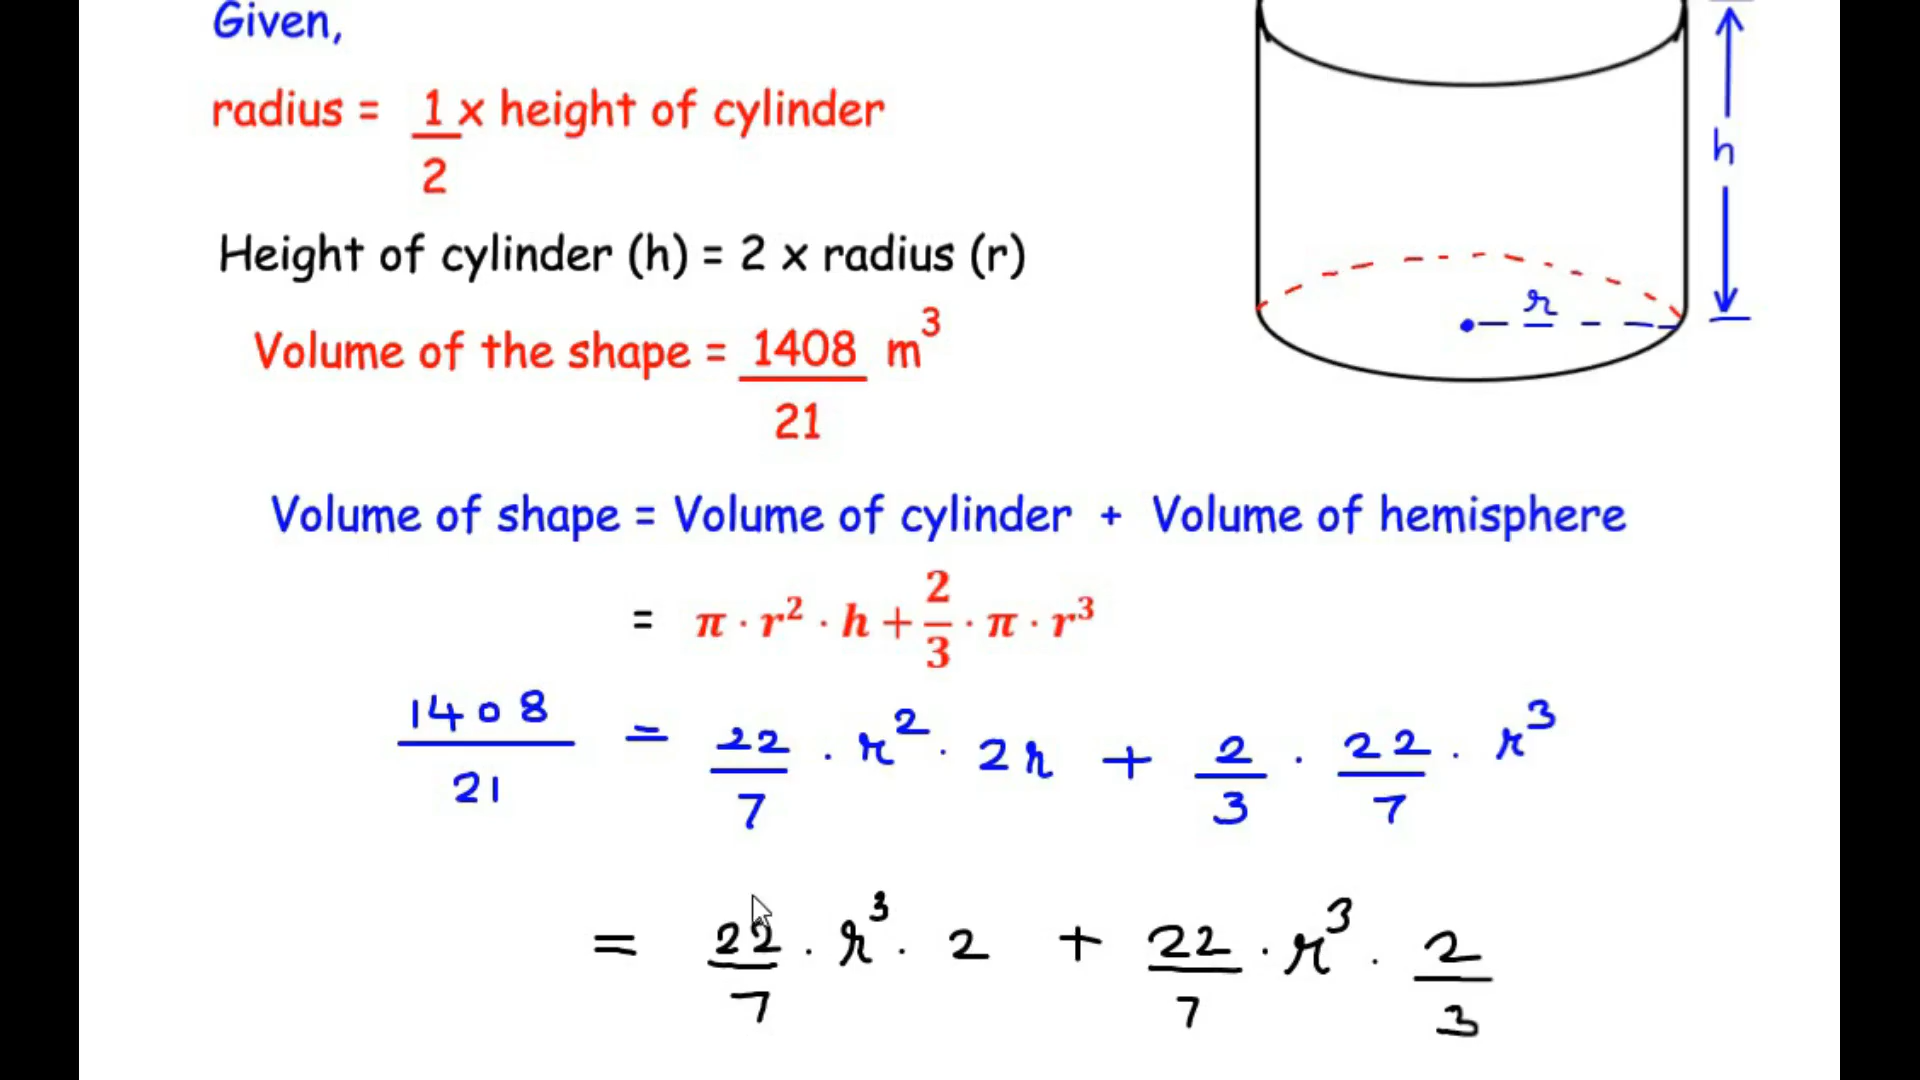 Given,
radius = 1/2 x height of cylinder
h
Height of cylinder (h) = 2 x radius (r)
r
Volume of the shape = 1408/21 m³
Volume of shape = Volume of cylinder + Volume of hemisphere
= π · r² · h + 2/3 · π · r³
1408/21 = 22/7 · r² · 2r + 2/3 · 22/7 · r³
= 22/7 · r³ · 2 + 22/7 · r³ · 2/3